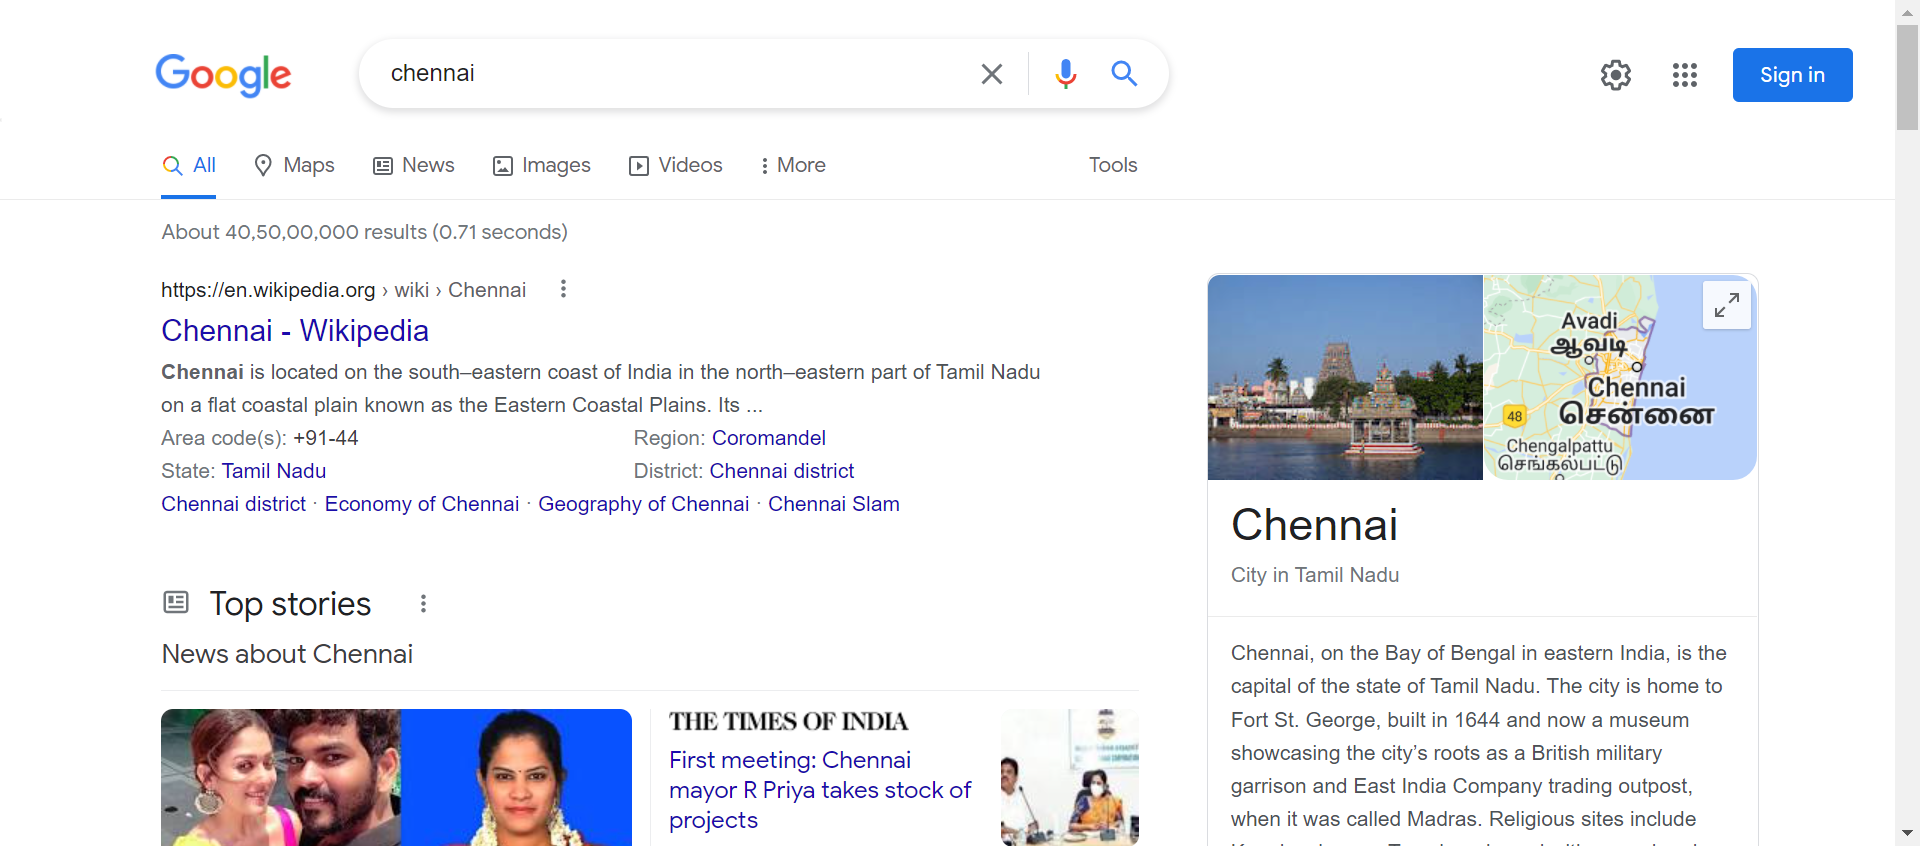 Google
chennai
Sign in
All
Maps
News
Images
Videos
More
Tools
About 40,50,00,000 results (0.71 seconds)
https://en.wikipedia.org › wiki › Chennai
Chennai - Wikipedia
Chennai is located on the south–eastern coast of India in the north–eastern part of Tamil Nadu
on a flat coastal plain known as the Eastern Coastal Plains. Its ...
Area code(s): +91-44
Region: Coromandel
State: Tamil Nadu
District: Chennai district
Chennai district · Economy of Chennai · Geography of Chennai · Chennai Slam
Top stories
News about Chennai
THE TIMES OF INDIA
First meeting: Chennai
mayor R Priya takes stock of
projects
Avadi
ஆவடி
Chennai
சென்னை
48
Chengalpattu
செங்கல்பட்டு
Chennai
City in Tamil Nadu
Chennai, on the Bay of Bengal in eastern India, is the
capital of the state of Tamil Nadu. The city is home to
Fort St. George, built in 1644 and now a museum
showcasing the city’s roots as a British military
garrison and East India Company trading outpost,
when it was called Madras. Religious sites include